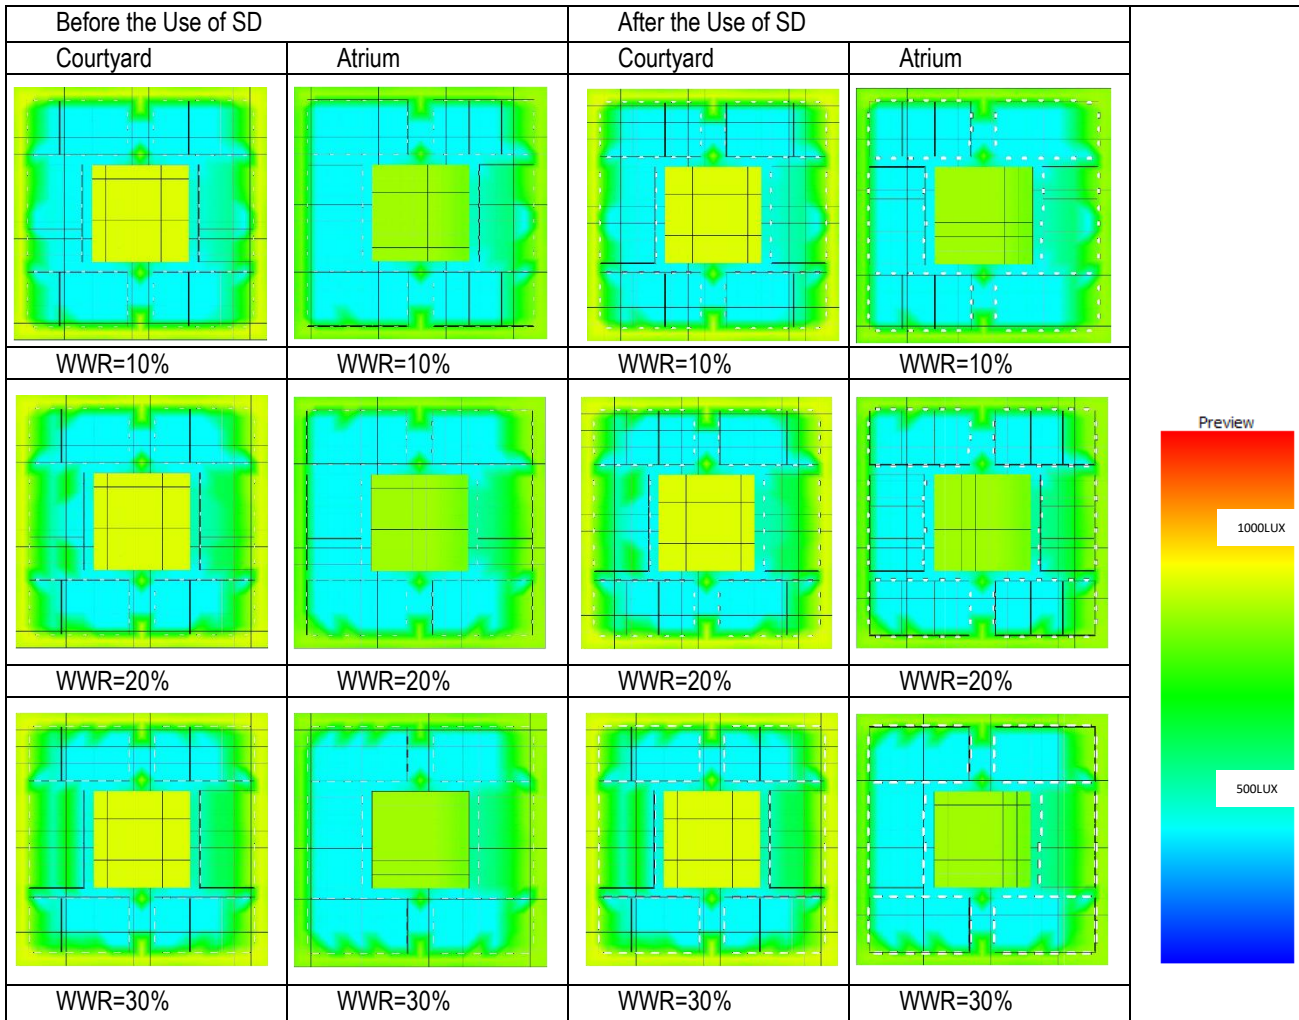 Before the Use of SD After the Use of SD
Courtyard Atrium Courtyard Atrium
WWR=10% WWR=10% WWR=10% WWR=10%
Preview
1000LUX
WWR=20% WWR=20% WWR=20% WWR=20%
500LUX
WWR=30% WWR=30% WWR=30% WWR=30%